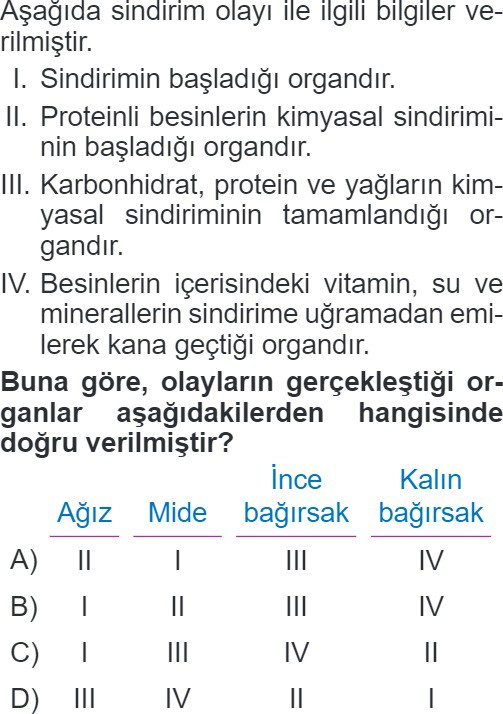 Aşağıda sindirim olayı ile ilgili bilgiler ve-
rilmiştir.
I. Sindirimin başladığı organdır.
II. Proteinli besinlerin kimyasal sindirimi-
nin başladığı organdır.
III. Karbonhidrat, protein ve yağların kim-
yasal sindiriminin tamamlandığı or-
gandır.
IV. Besinlerin içerisindeki vitamin, su ve
minerallerin sindirime uğramadan emi-
lerek kana geçtiği organdır.
Buna göre, olayların gerçekleştiği or-
ganlar aşağıdakilerden hangisinde
doğru verilmiştir?
İnce Kalın
Ağız Mide bağırsak bağırsak
A) II I III IV
B) I II III IV
C) I III IV II
D) III IV II I